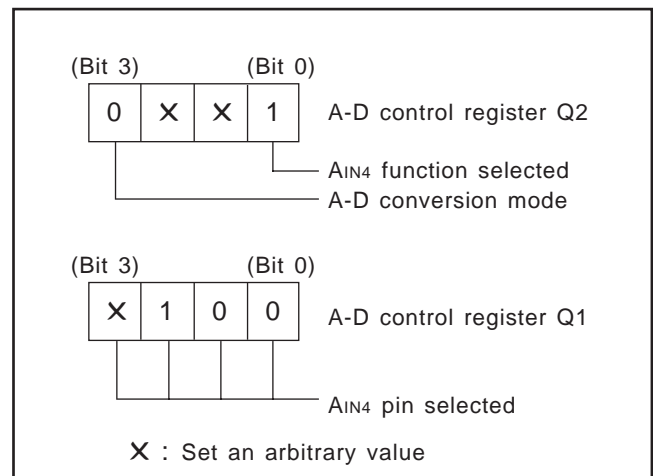 (Bit 3) (Bit 0)
0 X X 1 A-D control register Q2
AIN4 function selected
A-D conversion mode
(Bit 3) (Bit 0)
X 1 0 0 A-D control register Q1
AIN4 pin selected
X : Set an arbitrary value